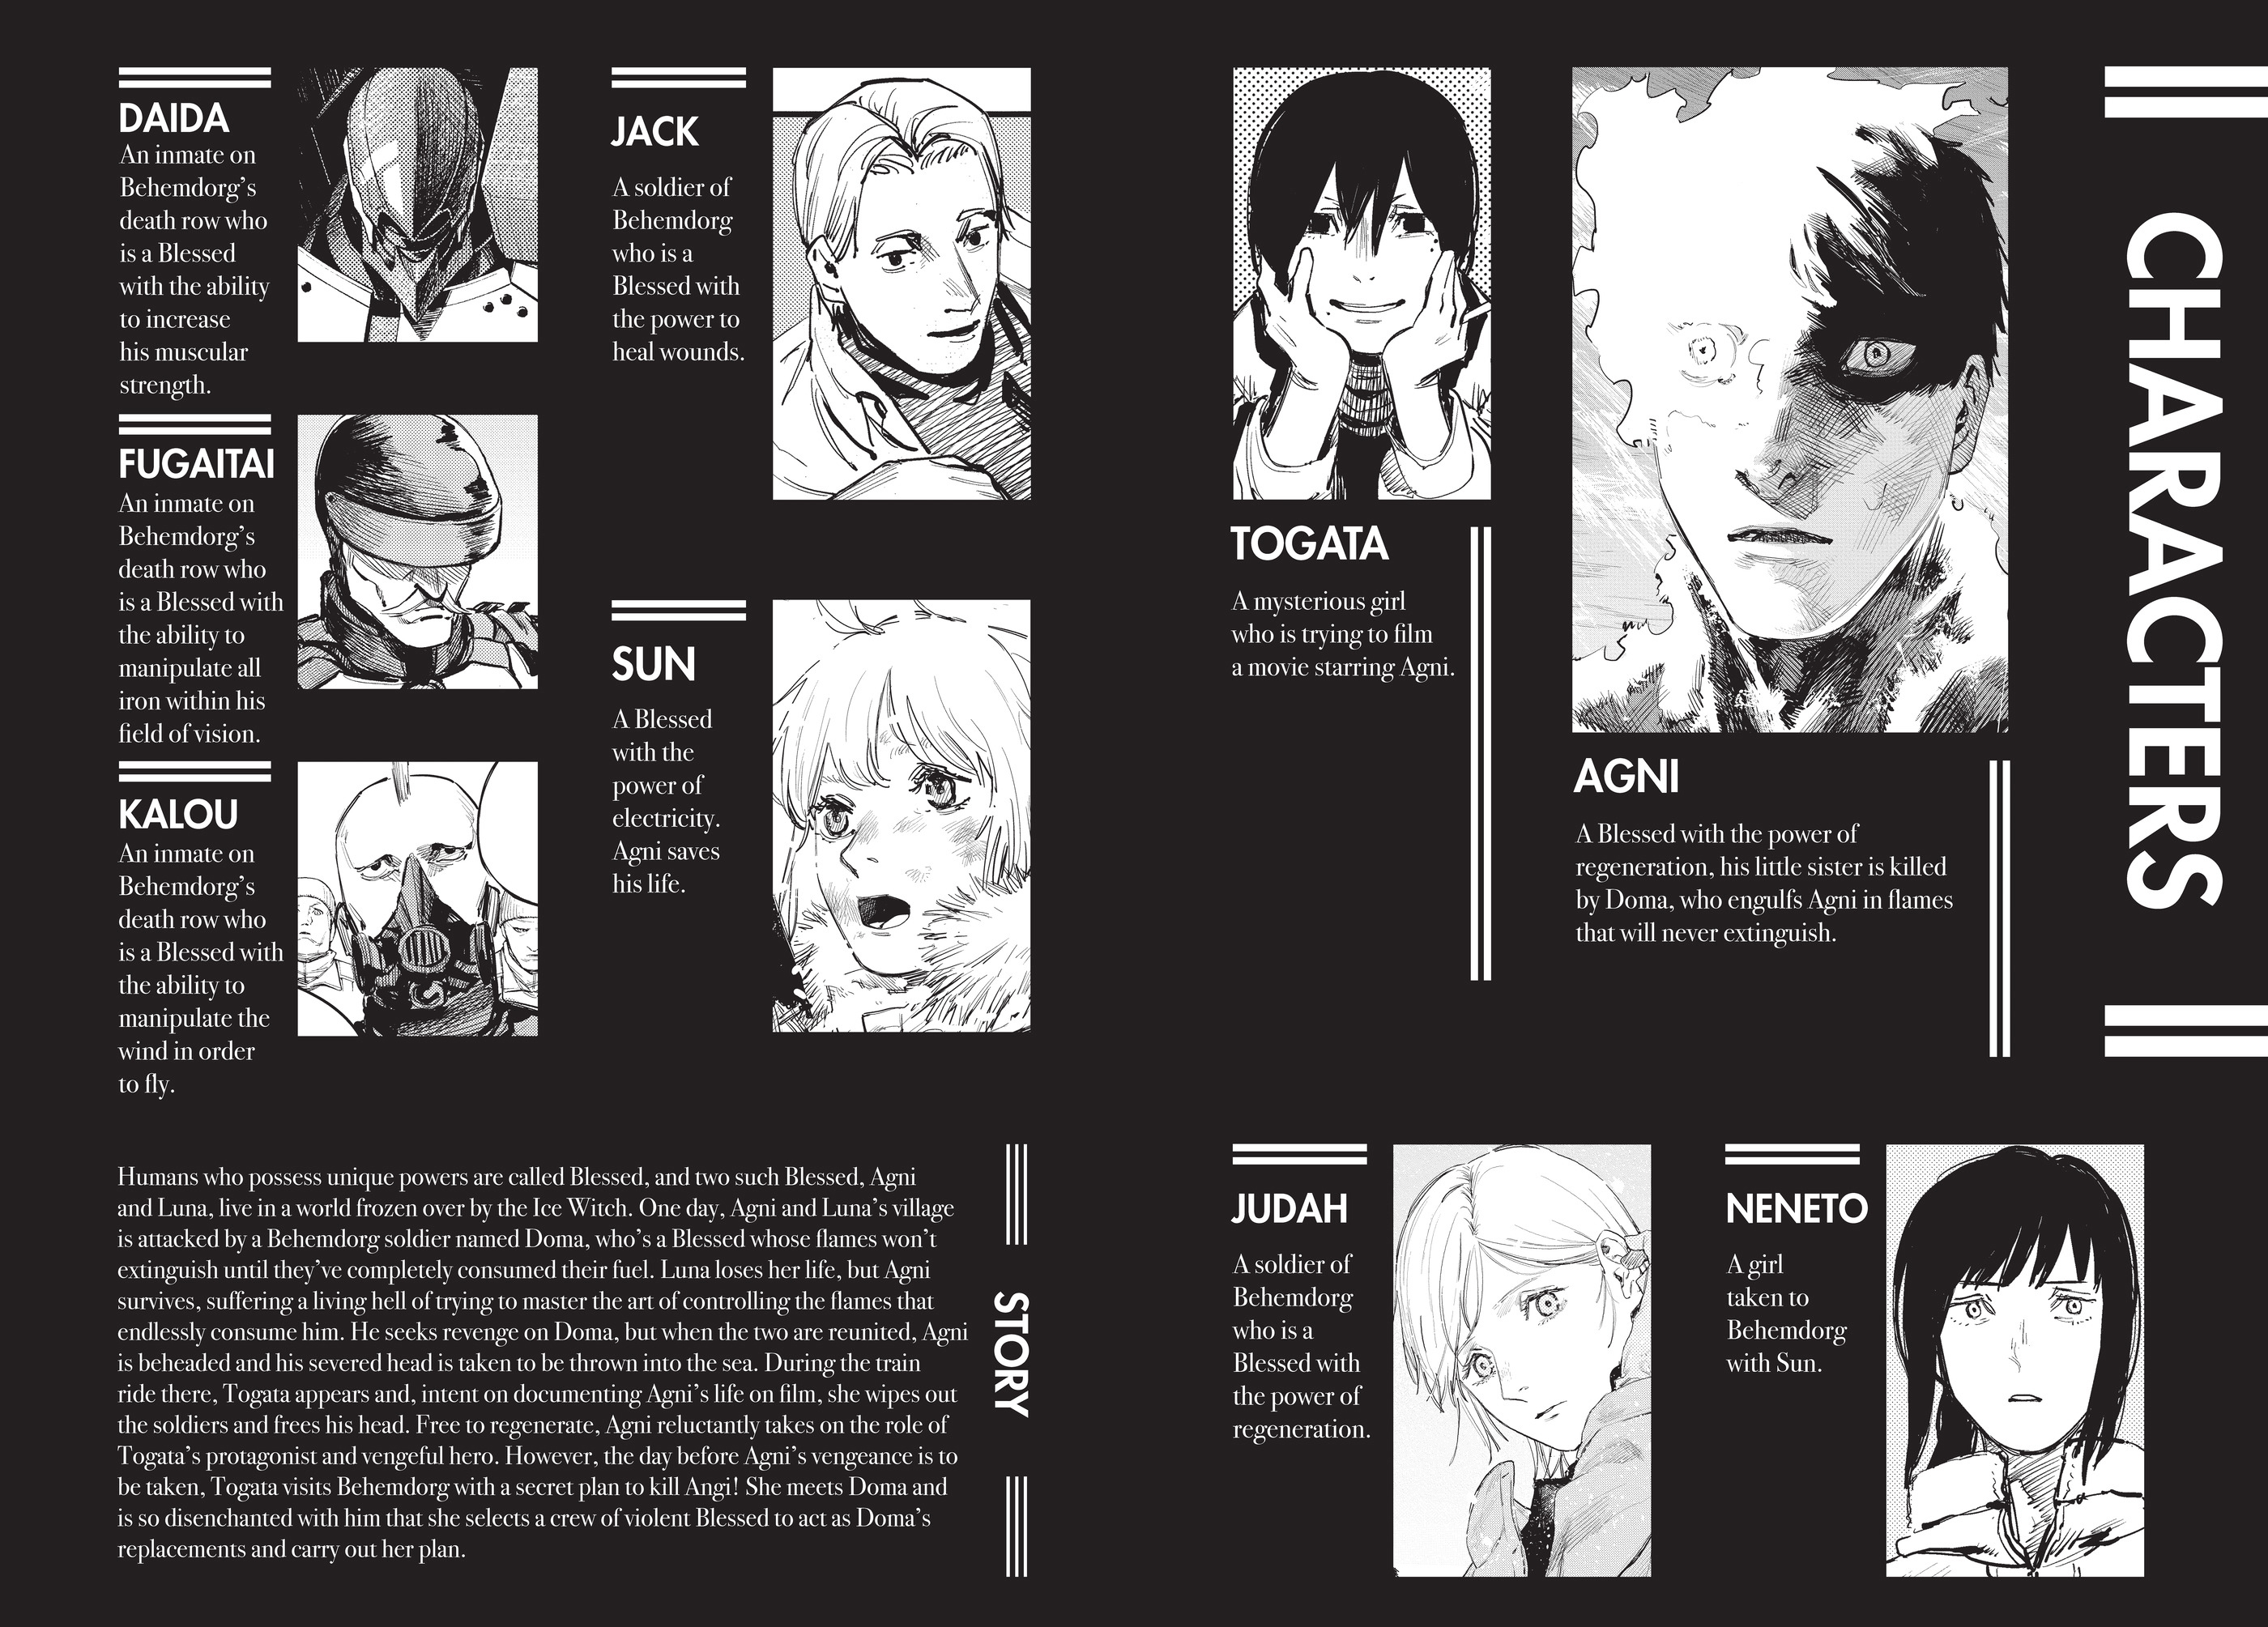 CHARACTERS
AGNI
A Blessed with the power of
regeneration, his little sister is killed
by Doma, who engulfs Agni in flames
that will never extinguish.
TOGATA
A mysterious girl
who is trying to film
a movie starring Agni.
NENETO
A girl
taken to
Behemdorg
with Sun.
JUDAH
A soldier of
Behemdorg
who is a
Blessed with
the power of
regeneration.
JACK
A soldier of
Behemdorg
who is a
Blessed with
the power to
heal wounds.
SUN
A Blessed
with the
power of
electricity.
Agni saves
his life.
DAIDA
An inmate on
Behemdorg’s
death row who
is a Blessed
with the ability
to increase
his muscular
strength.
FUGAITAI
An inmate on
Behemdorg’s
death row who
is a Blessed with
the ability to
manipulate all
iron within his
field of vision.
KALOU
An inmate on
Behemdorg’s
death row who
is a Blessed with
the ability to
manipulate the
wind in order
to fly.
STORY
Humans who possess unique powers are called Blessed, and two such Blessed, Agni
and Luna, live in a world frozen over by the Ice Witch. One day, Agni and Luna’s village
is attacked by a Behemdorg soldier named Doma, who’s a Blessed whose flames won’t
extinguish until they’ve completely consumed their fuel. Luna loses her life, but Agni
survives, suffering a living hell of trying to master the art of controlling the flames that
endlessly consume him. He seeks revenge on Doma, but when the two are reunited, Agni
is beheaded and his severed head is taken to be thrown into the sea. During the train
ride there, Togata appears and, intent on documenting Agni’s life on film, she wipes out
the soldiers and frees his head. Free to regenerate, Agni reluctantly takes on the role of
Togata’s protagonist and vengeful hero. However, the day before Agni’s vengeance is to
be taken, Togata visits Behemdorg with a secret plan to kill Angi! She meets Doma and
is so disenchanted with him that she selects a crew of violent Blessed to act as Doma’s
replacements and carry out her plan.